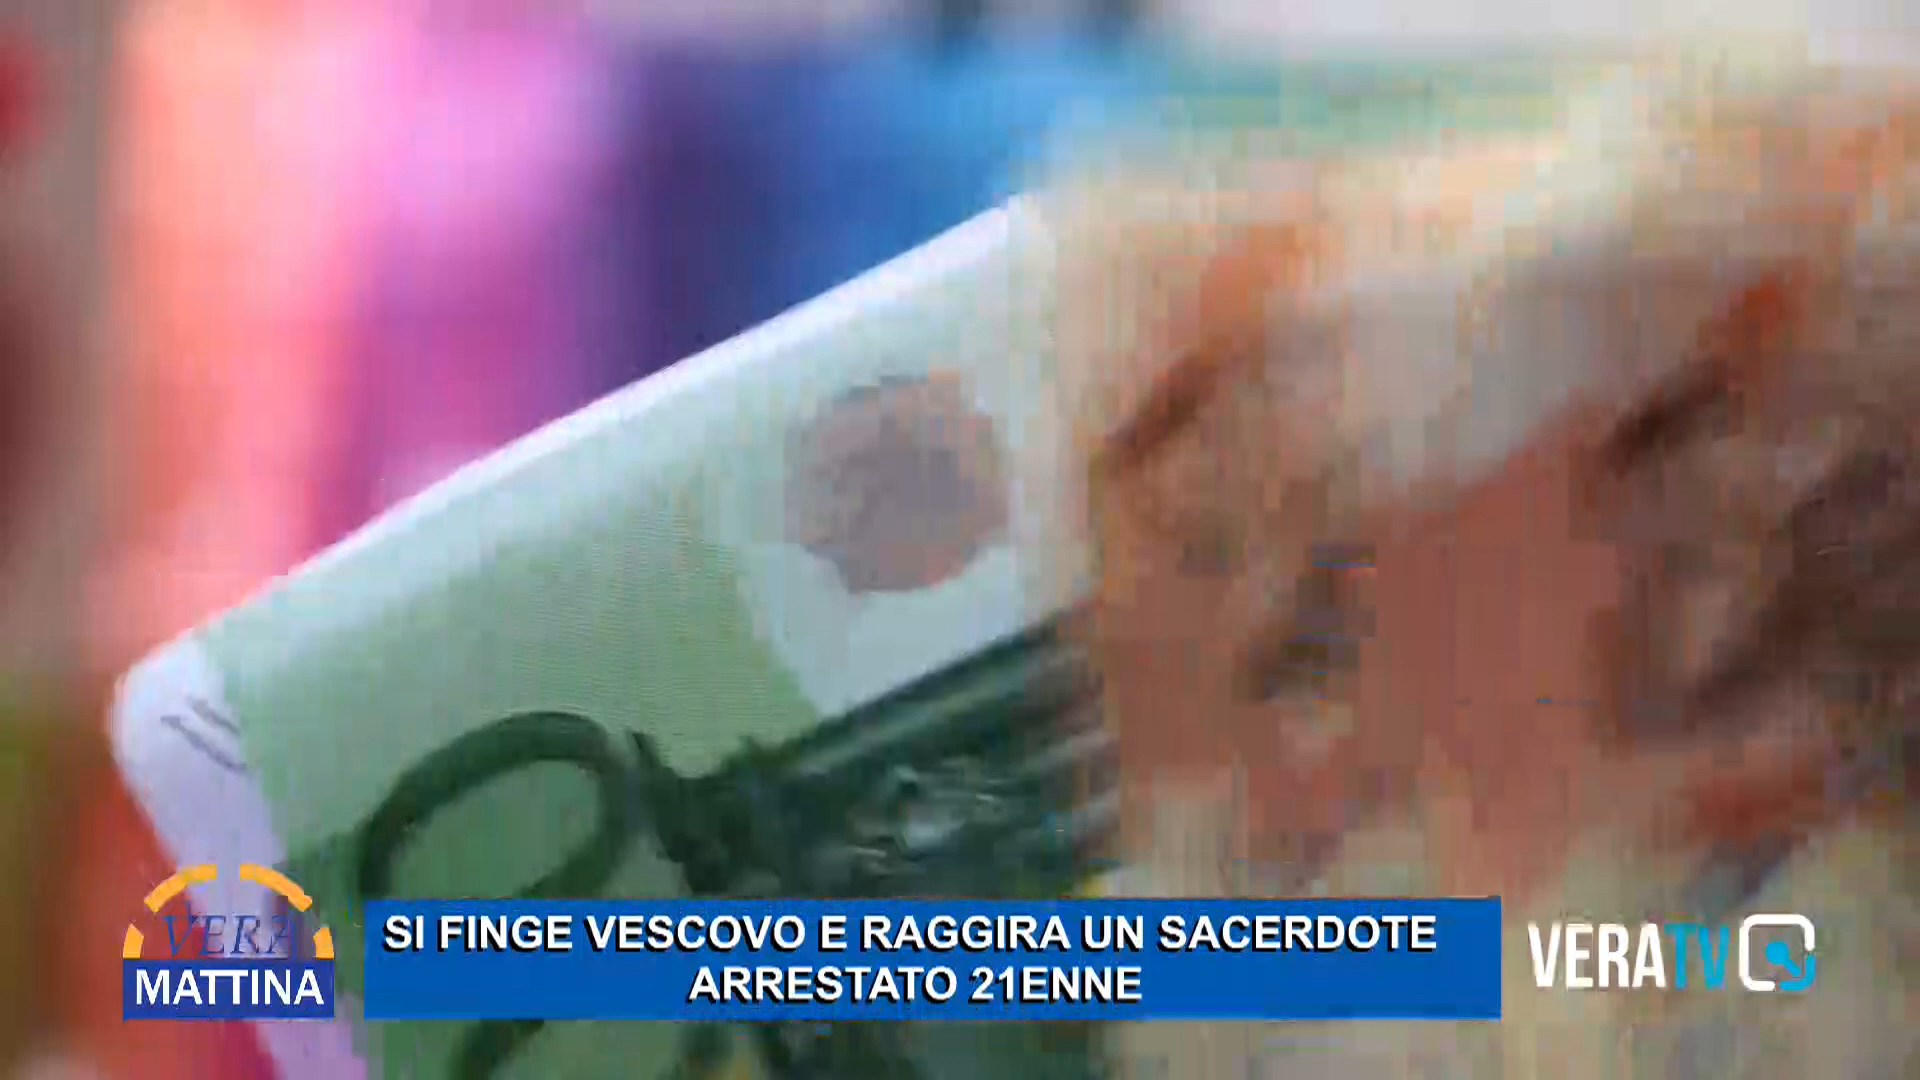 SI FINGE VESCOVO E RAGGIRA UN SACERDOTE
ARRESTATO 21ENNE
VERA
MATTINA
VERATV